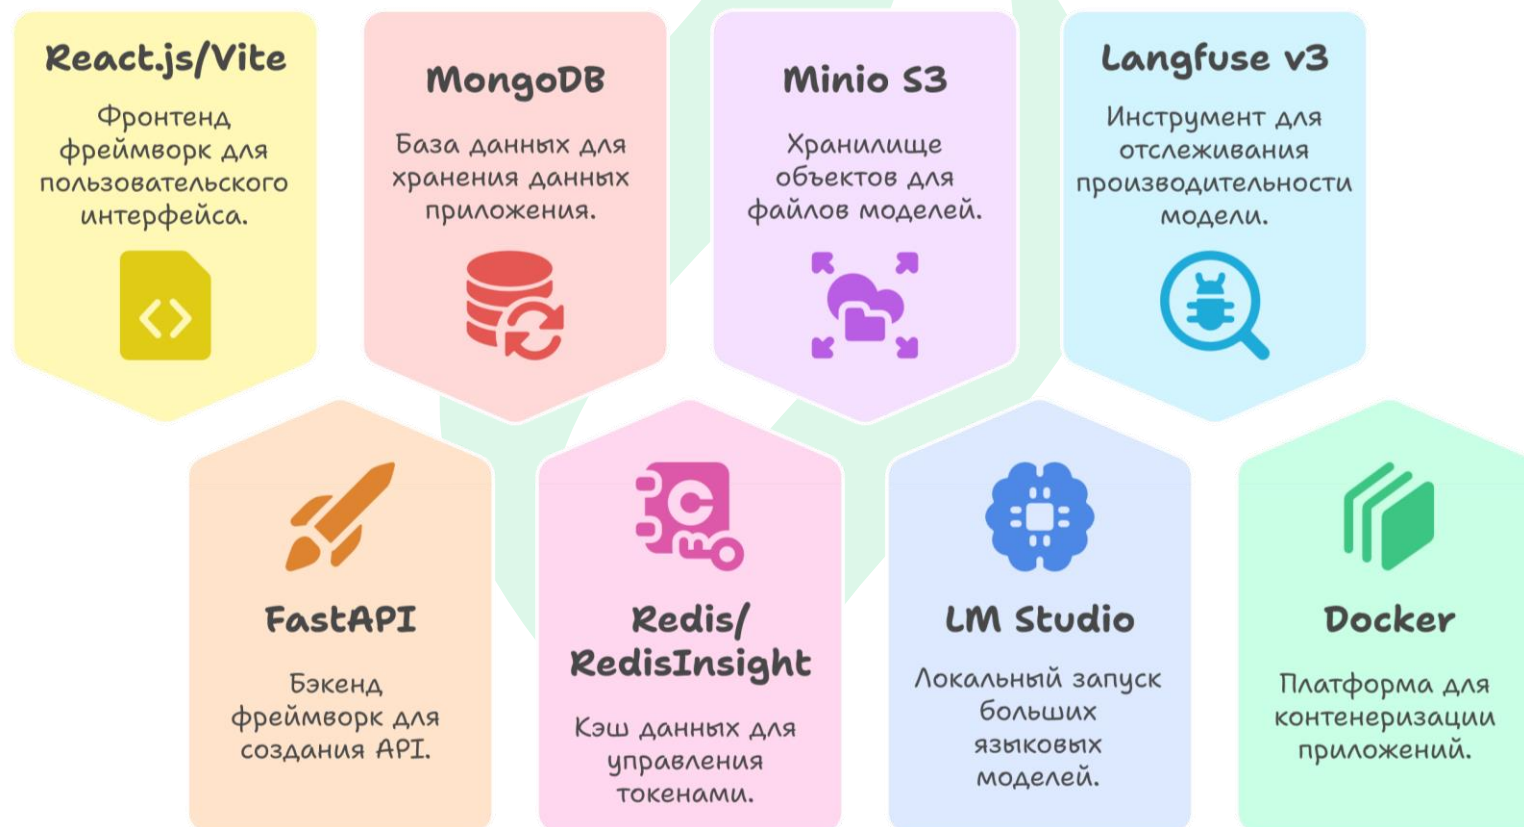 React.js/Vite
Фронтенд
фреймворк для
пользовательского
интерфейса.
MongoDB
База данных для
хранения данных
приложения.
Minio S3
Хранилище
объектов для
файлов моделей.
Langfuse v3
Инструмент для
отслеживания
производительности
модели.
FastAPI
Бэкенд
фреймворк для
создания API.
Redis/
RedisInsight
Кэш данных для
управления
токенами.
LM Studio
Локальный запуск
больших
языковых
моделей.
Docker
Платформа для
контенеризации
приложений.